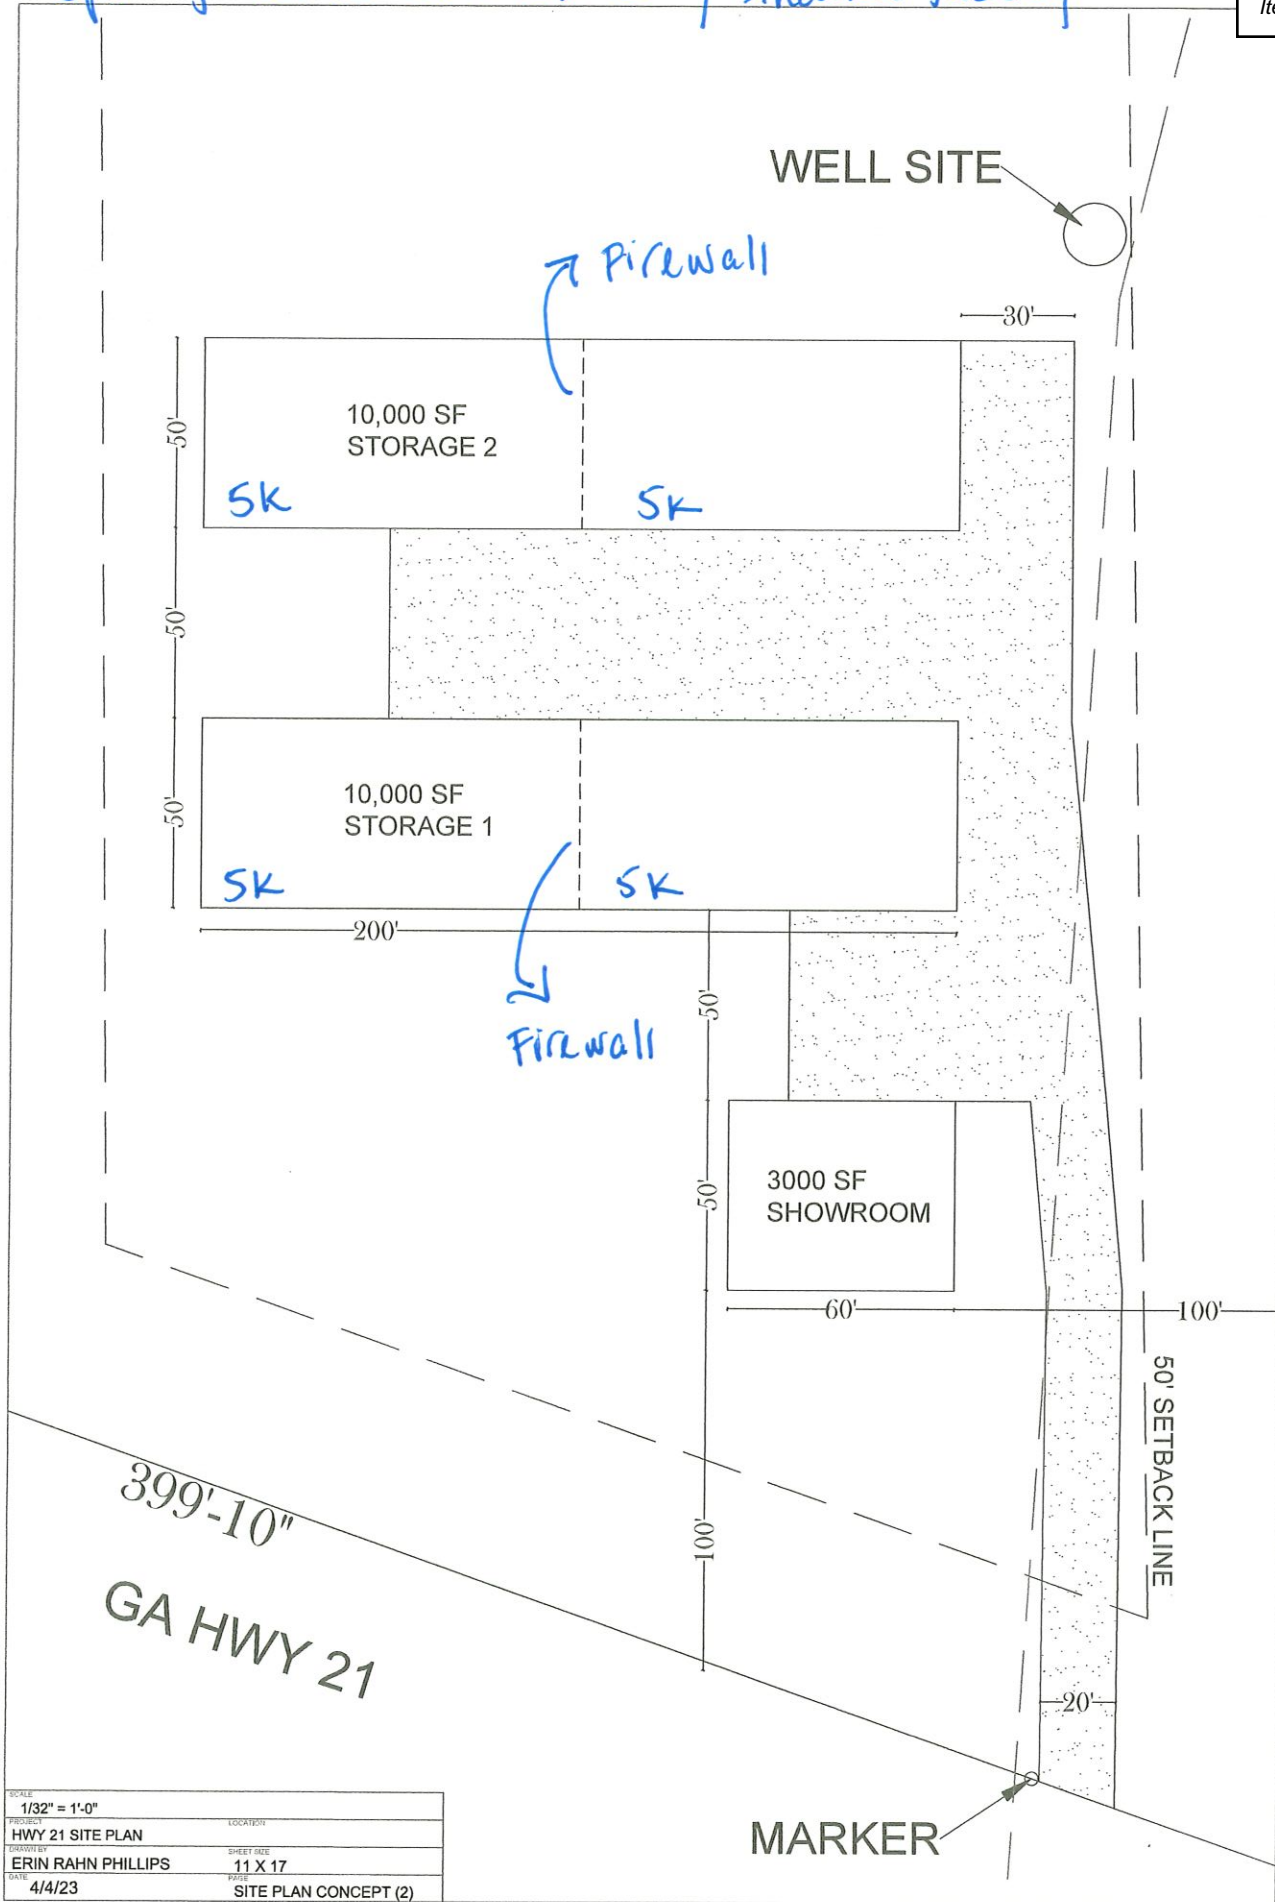 WELL SITE
Firewall
30'
50'
10,000 SF
STORAGE 2
5K
5K
50'
50'
10,000 SF
STORAGE 1
5K
5K
200'
50'
Firewall
50'
3000 SF
SHOWROOM
60'
100'
50' SETBACK LINE
399'-10"
100'
GA HWY 21
20'
MARKER
SCALE
1/32" = 1'-0"
PROJECT LOCATION
HWY 21 SITE PLAN
DRAWN BY SHEET SIZE
ERIN RAHN PHILLIPS 11 X 17
DATE PAGE
4/4/23 SITE PLAN CONCEPT (2)